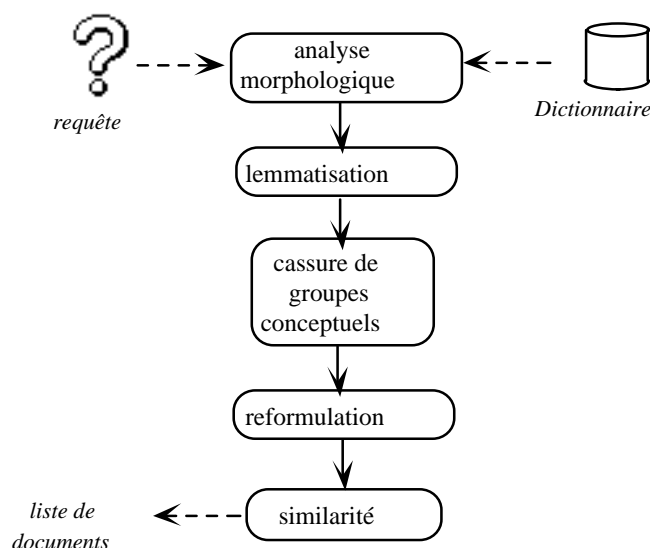 analyse
morphologique
requête
Dictionnaire
lemmatisation
cassure de
groupes
conceptuels
reformulation
similarité
liste de
documents